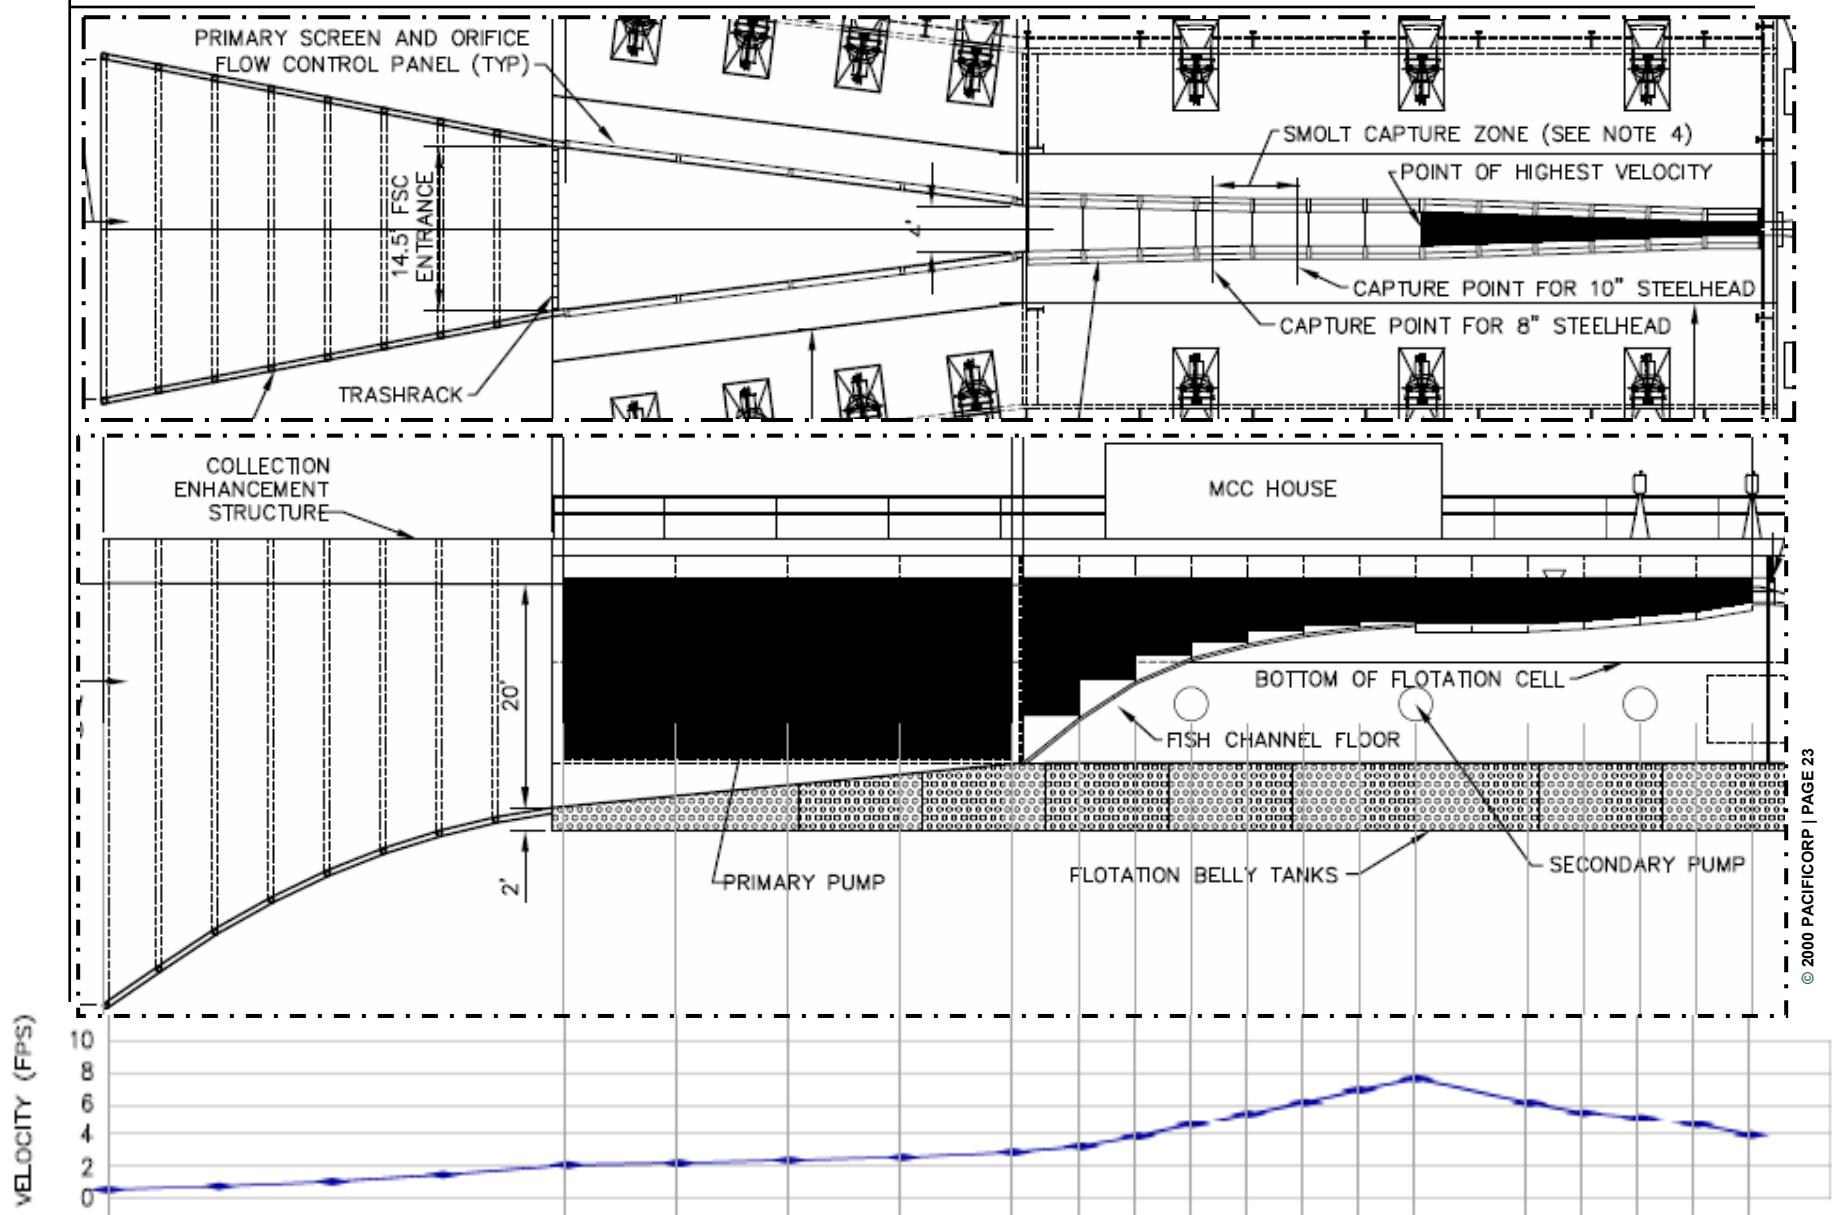 PRIMARY SCREEN AND ORIFICE
FLOW CONTROL PANEL (TYP)
SMOLT CAPTURE ZONE (SEE NOTE 4)
POINT OF HIGHEST VELOCITY
14.5' FSC
ENTRANCE
4'
CAPTURE POINT FOR 10" STEELHEAD
CAPTURE POINT FOR 8" STEELHEAD
TRASHRACK
COLLECTION
ENHANCEMENT
STRUCTURE
MCC HOUSE
20'
BOTTOM OF FLOTATION CELL
FISH CHANNEL FLOOR
2'
PRIMARY PUMP
FLOTATION BELLY TANKS
SECONDARY PUMP
© 2000 PACIFICORP | PAGE 23
VELOCITY (FPS)
10
8
6
4
2
0